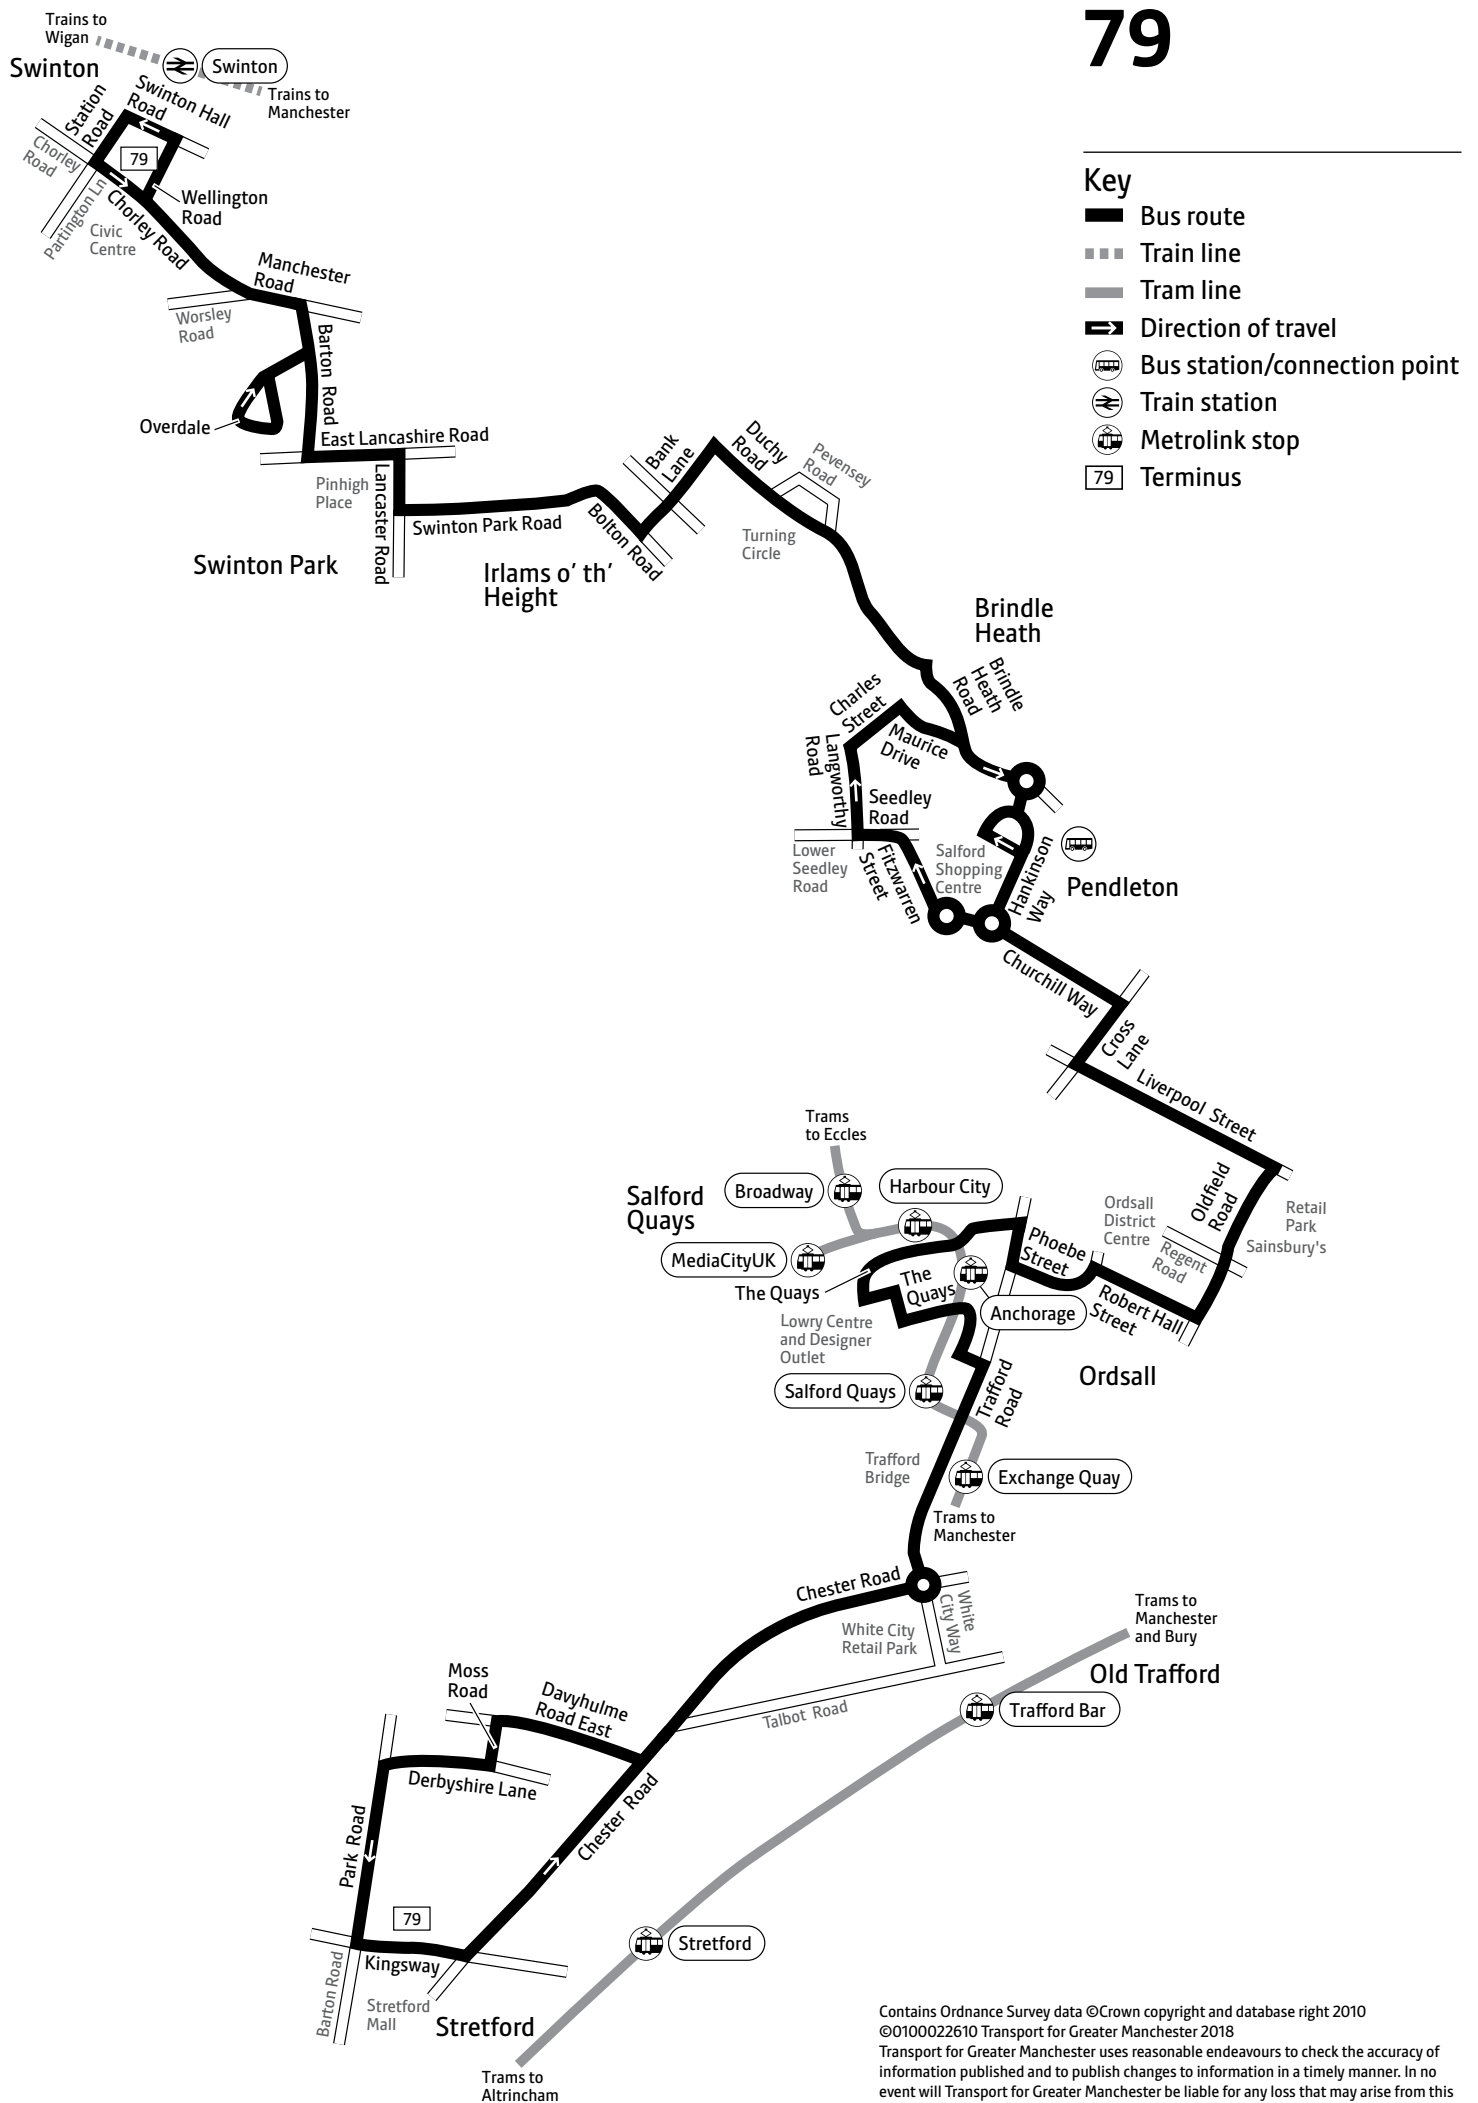 79
Key
Bus route
Train line
Tram line
Direction of travel
Bus station/connection point
Train station
Metrolink stop
79 Terminus
Trains to
Wigan
Swinton
Swinton
Trains to
Manchester
Swinton Hall
Road
Station
Road
Chorley
Road
79
Wellington
Road
Partington Ln
Civic
Centre
Chorley Road
Manchester
Road
Worsley
Road
Barton Road
Overdale
East Lancashire Road
Pinhigh
Place
Lancaster Road
Swinton Park Road
Swinton Park
Bolton Road
Irlams o' th'
Height
Bank
Lane
Duchy
Road
Pevensey
Road
Turning
Circle
Brindle
Heath
Brindle
Heath
Road
Charles
Street
Maurice
Drive
Langworthy
Road
Seedley
Road
Lower
Seedley
Road
Fitzwarren
Street
Salford
Shopping
Centre
Hankinson
Way
Pendleton
Churchill Way
Cross
Lane
Liverpool Street
Trams
to Eccles
Broadway
Harbour City
Salford
Quays
MediaCityUK
The Quays
The
Quays
Anchorage
Lowry Centre
and Designer
Outlet
Salford Quays
Phoebe
Street
Ordsall
District
Centre
Regent
Road
Oldfield
Road
Retail
Park
Sainsbury's
Robert Hall
Street
Ordsall
Trafford
Road
Trafford
Bridge
Exchange Quay
Trams to
Manchester
Chester Road
White
City Way
White City
Retail Park
Trams to
Manchester
and Bury
Old Trafford
Trafford Bar
Talbot Road
Moss
Road
Davyhulme
Road East
Derbyshire Lane
Chester Road
Park Road
79
Kingsway
Stretford
Barton Road
Stretford
Mall
Stretford
Trams to
Altrincham
Contains Ordnance Survey data ©Crown copyright and database right 2010
©0100022610 Transport for Greater Manchester 2018
Transport for Greater Manchester uses reasonable endeavours to check the accuracy of
information published and to publish changes to information in a timely manner. In no
event will Transport for Greater Manchester be liable for any loss that may arise from this